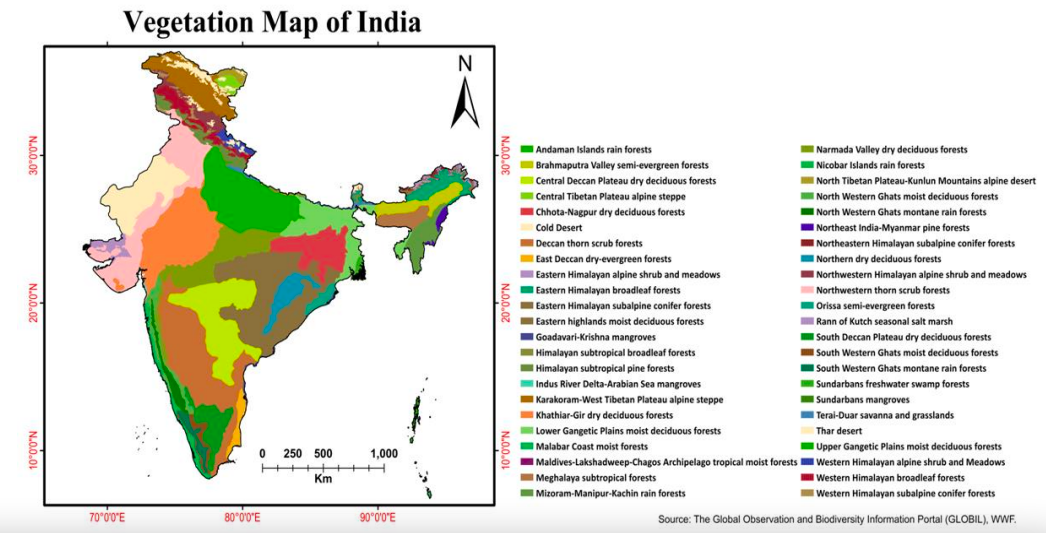 Vegetation Map of India
N
30°0'0"N
20°0'0"N
10°0'0"N
30°0'0"N
20°0'0"N
10°0'0"N
0 250 500 1,000
Km
70°0'0"E 80°0'0"E 90°0'0"E
Andaman Islands rain forests
Brahmaputra Valley semi-evergreen forests
Central Deccan Plateau dry deciduous forests
Central Tibetan Plateau alpine steppe
Chhota-Nagpur dry deciduous forests
Cold Desert
Deccan thorn scrub forests
East Deccan dry-evergreen forests
Eastern Himalayan alpine shrub and meadows
Eastern Himalayan broadleaf forests
Eastern Himalayan subalpine conifer forests
Eastern highlands moist deciduous forests
Goadavari-Krishna mangroves
Himalayan subtropical broadleaf forests
Himalayan subtropical pine forests
Indus River Delta-Arabian Sea mangroves
Karakoram-West Tibetan Plateau alpine steppe
Khathiar-Gir dry deciduous forests
Lower Gangetic Plains moist deciduous forests
Malabar Coast moist forests
Maldives-Lakshadweep-Chagos Archipelago tropical moist forests
Meghalaya subtropical forests
Mizoram-Manipur-Kachin rain forests
Narmada Valley dry deciduous forests
Nicobar Islands rain forests
North Tibetan Plateau-Kunlun Mountains alpine desert
North Western Ghats moist deciduous forests
North Western Ghats montane rain forests
Northeast India-Myanmar pine forests
Northeastern Himalayan subalpine conifer forests
Northern dry deciduous forests
Northwestern Himalayan alpine shrub and meadows
Northwestern thorn scrub forests
Orissa semi-evergreen forests
Rann of Kutch seasonal salt marsh
South Deccan Plateau dry deciduous forests
South Western Ghats moist deciduous forests
South Western Ghats montane rain forests
Sundarbans freshwater swamp forests
Sundarbans mangroves
Terai-Duar savanna and grasslands
Thar desert
Upper Gangetic Plains moist deciduous forests
Western Himalayan alpine shrub and Meadows
Western Himalayan broadleaf forests
Western Himalayan subalpine conifer forests
Source: The Global Observation and Biodiversity Information Portal (GLOBIL), WWF.